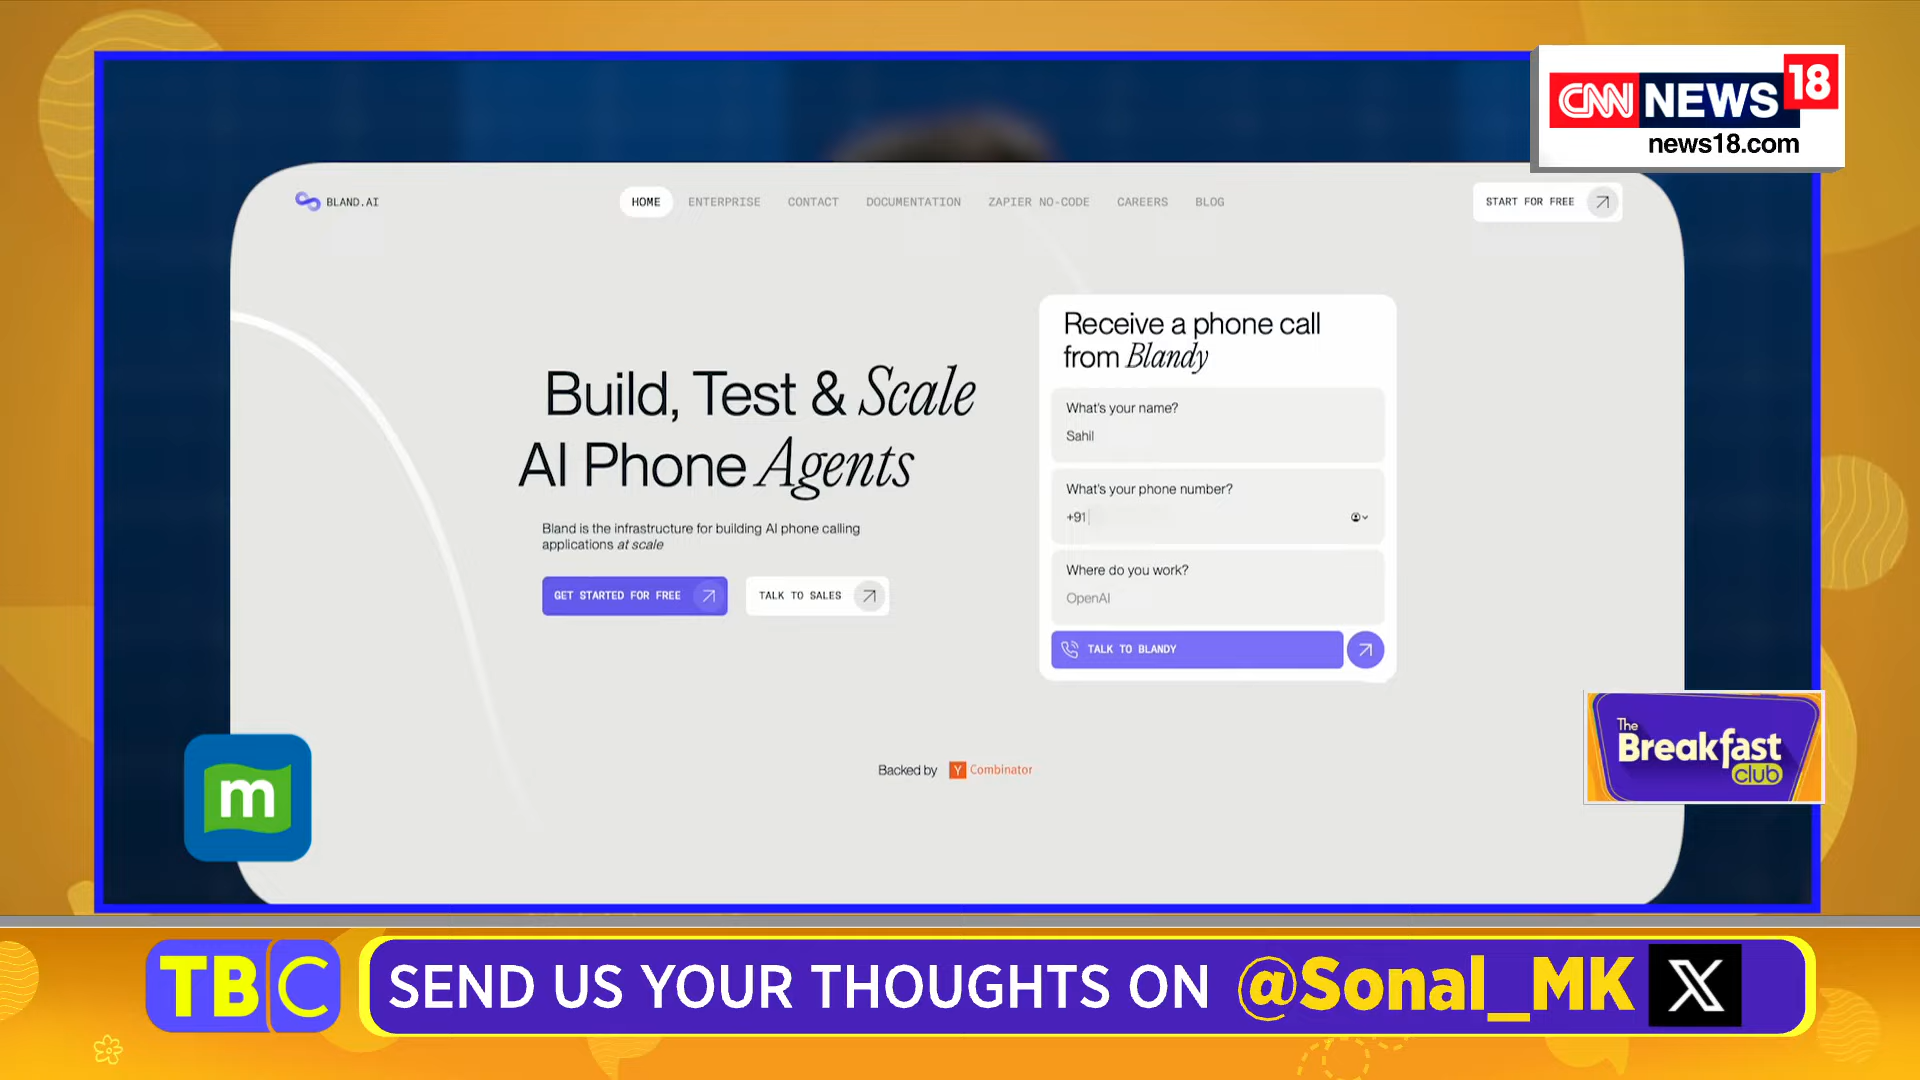 CNN NEWS 18
news18.com
BLAND.AI
HOME
ENTERPRISE
CONTACT
DOCUMENTATION
ZAPIER NO-CODE
CAREERS
BLOG
START FOR FREE
Build, Test & Scale
AI Phone Agents
Bland is the infrastructure for building AI phone calling
applications at scale
GET STARTED FOR FREE
TALK TO SALES
Receive a phone call
from Blandy
What's your name?
Sahil
What's your phone number?
+91
Where do you work?
OpenAI
TALK TO BLANDY
Backed by Y Combinator
m
The
Breakfast
club
TBC
SEND US YOUR THOUGHTS ON @Sonal_MK X